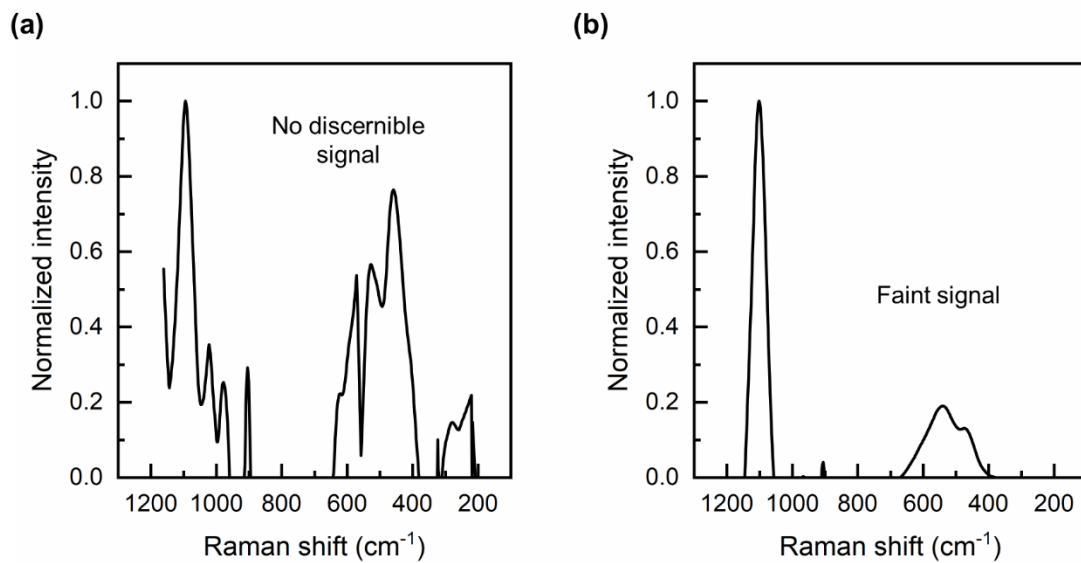 (a)
(b)
Normalized intensity
1.0
0.8
0.6
0.4
0.2
0.0
No discernible
signal
1200 1000 800 600 400 200
Raman shift (cm⁻¹)
Normalized intensity
1.0
0.8
0.6
0.4
0.2
0.0
Faint signal
1200 1000 800 600 400 200
Raman shift (cm⁻¹)